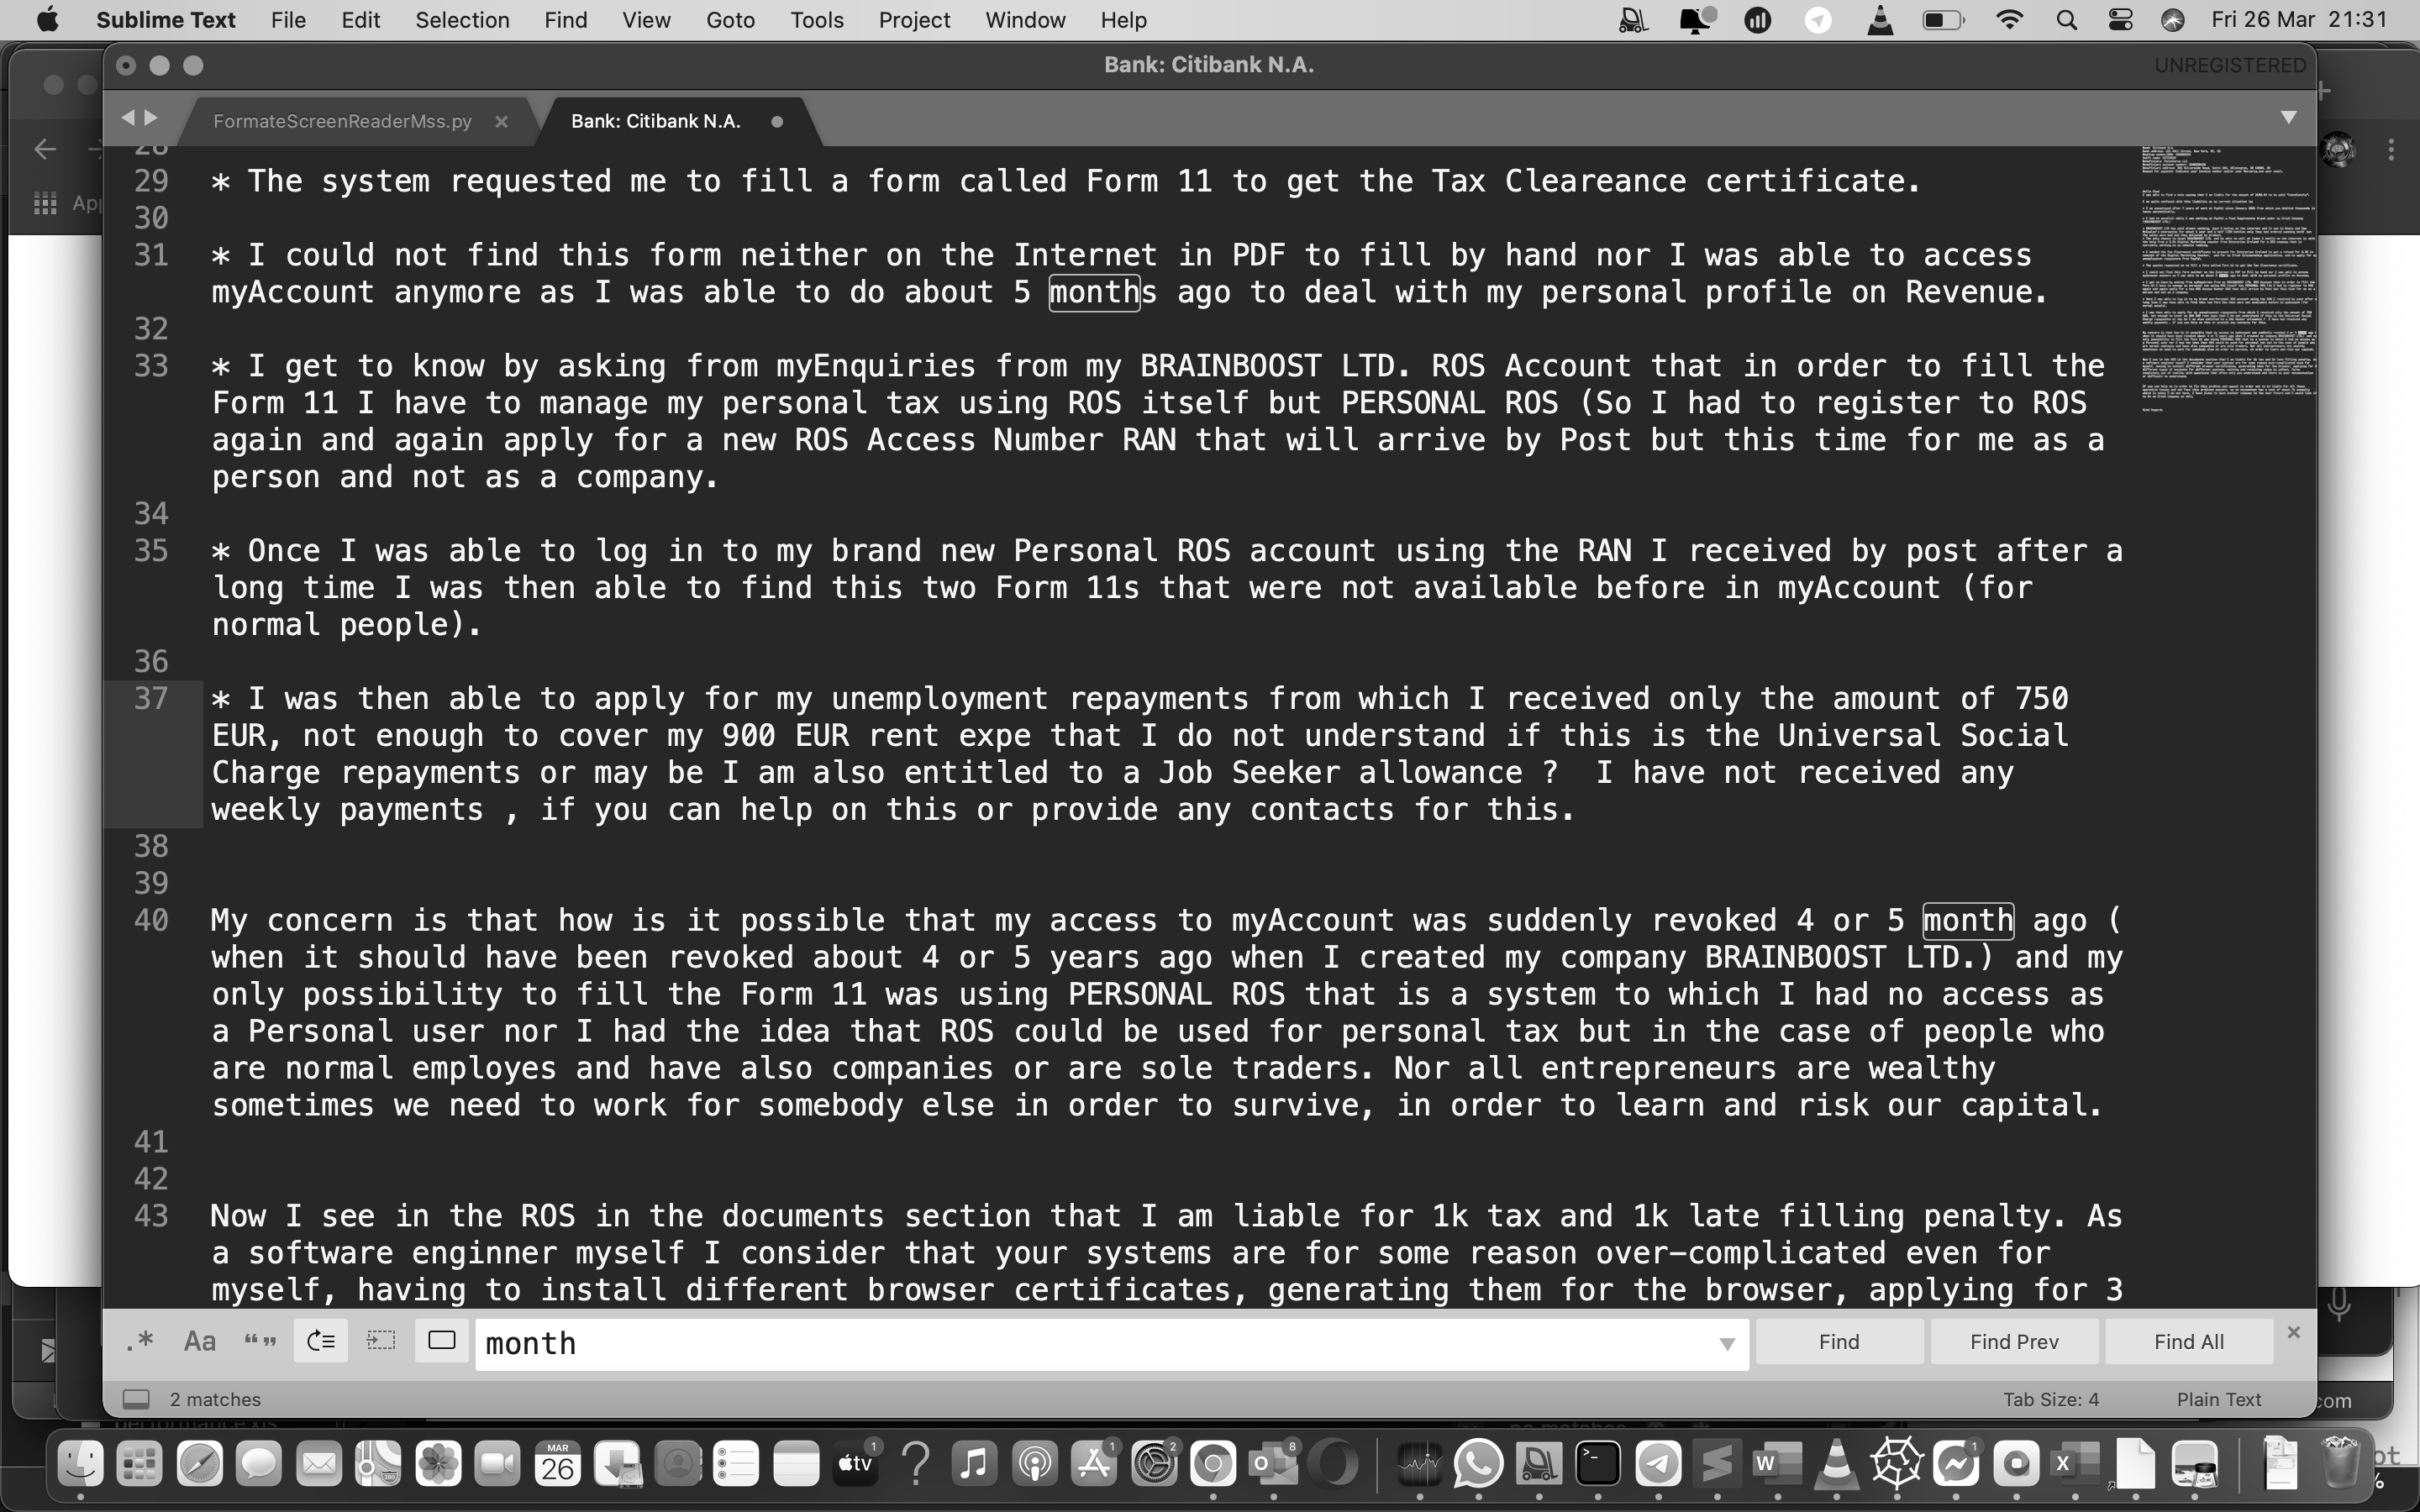 Sublime Text File Edit Selection Find View Goto Tools Project Window Help Fri 26 Mar 21:31
Bank: Citibank N.A.
UNREGISTERED
FormateScreenReaderMss.py
Bank: Citibank N.A.
28
29 * The system requested me to fill a form called Form 11 to get the Tax Cleareance certificate.
30
31 * I could not find this form neither on the Internet in PDF to fill by hand nor I was able to access
myAccount anymore as I was able to do about 5 months ago to deal with my personal profile on Revenue.
32
33 * I get to know by asking from myEnquiries from my BRAINBOOST LTD. ROS Account that in order to fill the
Form 11 I have to manage my personal tax using ROS itself but PERSONAL ROS (So I had to register to ROS
again and again apply for a new ROS Access Number RAN that will arrive by Post but this time for me as a
person and not as a company.
34
35 * Once I was able to log in to my brand new Personal ROS account using the RAN I received by post after a
long time I was then able to find this two Form 11s that were not available before in myAccount (for
normal people).
36
37 * I was then able to apply for my unemployment repayments from which I received only the amount of 750
EUR, not enough to cover my 900 EUR rent expe that I do not understand if this is the Universal Social
Charge repayments or may be I am also entitled to a Job Seeker allowance ?  I have not received any
weekly payments , if you can help on this or provide any contacts for this.
38
39
40 My concern is that how is it possible that my access to myAccount was suddenly revoked 4 or 5 month ago (
when it should have been revoked about 4 or 5 years ago when I created my company BRAINBOOST LTD.) and my
only possibility to fill the Form 11 was using PERSONAL ROS that is a system to which I had no access as
a Personal user nor I had the idea that ROS could be used for personal tax but in the case of people who
are normal employes and have also companies or are sole traders. Nor all entrepreneurs are wealthy
sometimes we need to work for somebody else in order to survive, in order to learn and risk our capital.
41
42
43 Now I see in the ROS in the documents section that I am liable for 1k tax and 1k late filling penalty. As
a software enginner myself I consider that your systems are for some reason over-complicated even for
myself, having to install different browser certificates, generating them for the browser, applying for 3
.* Aa “ ” month Find Find Prev Find All
2 matches Tab Size: 4 Plain Text
com
MAR
26
tv